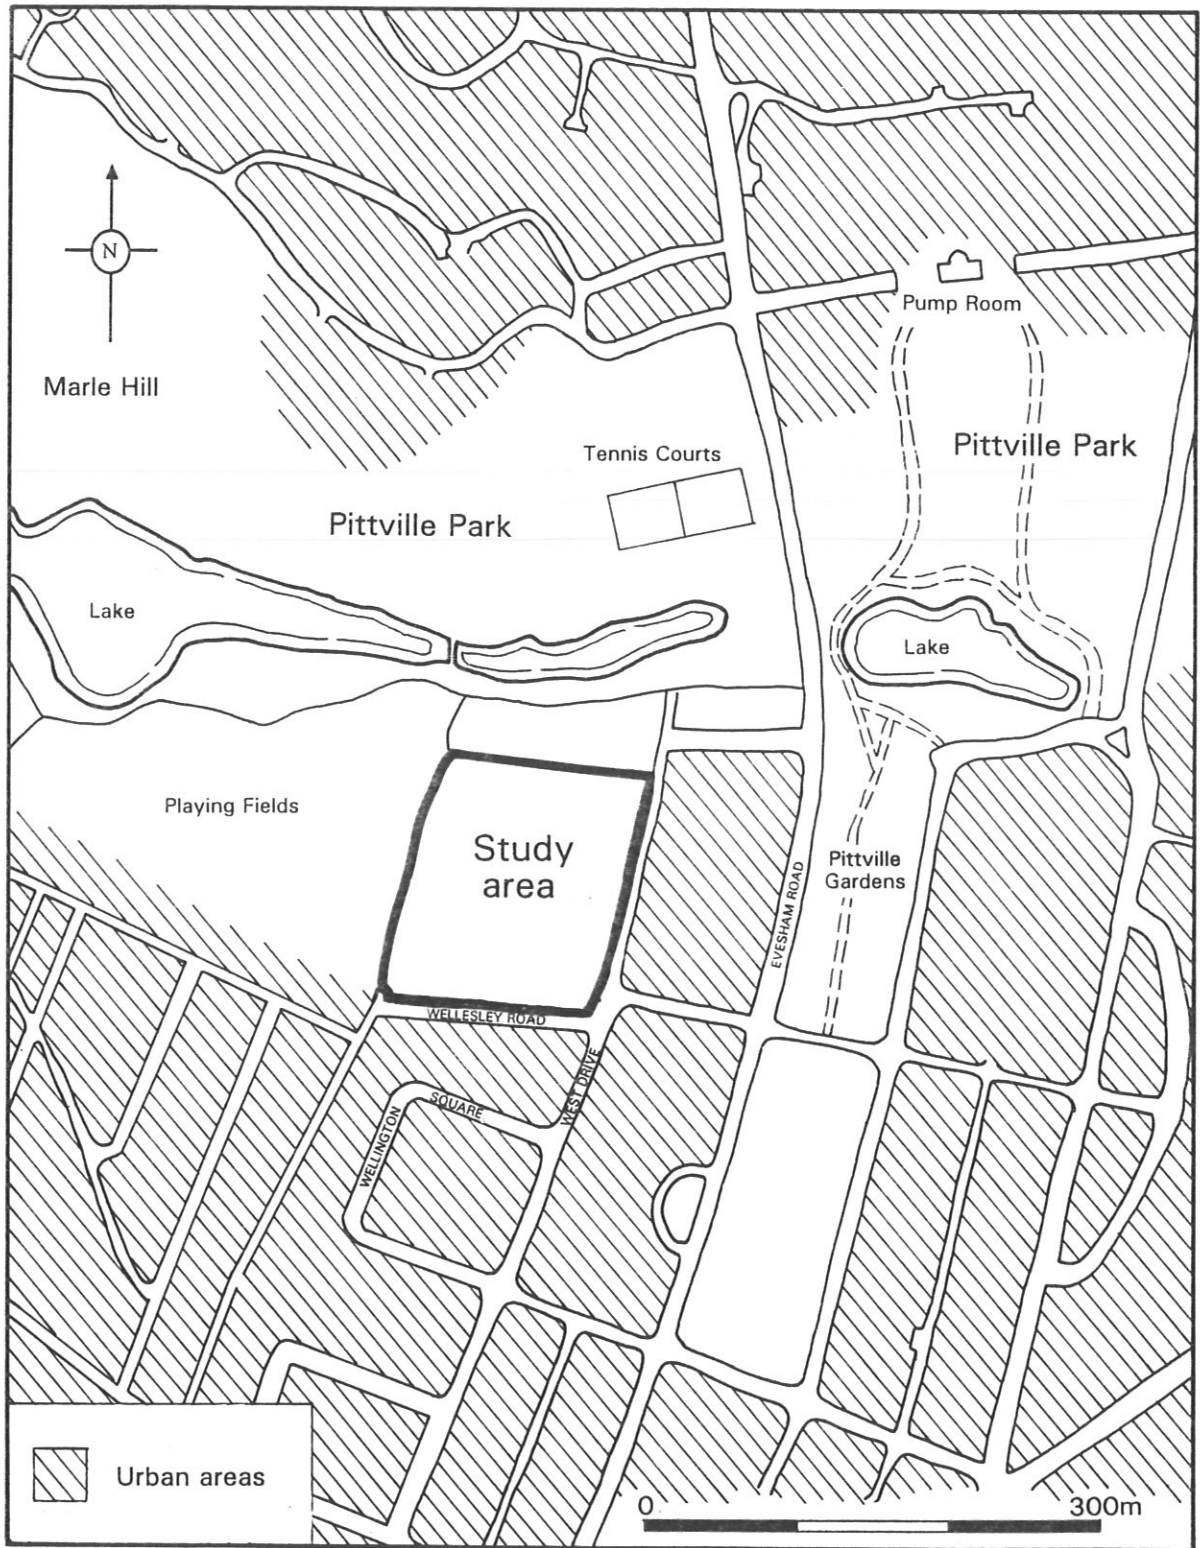 N
Pump Room
Marle Hill
Pittville Park
Tennis Courts
Pittville Park
Lake
Lake
Playing Fields
Study
area
Pittville
Gardens
EVESHAM ROAD
WELLESLEY ROAD
WEST DRIVE
SQUARE
WELLINGTON
Urban areas
0 300m